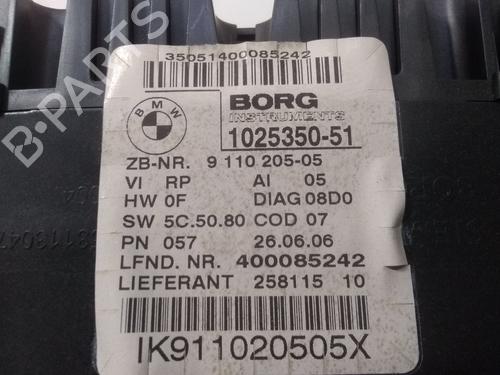 35051400085242
BMW
BORG
INSTRUMENTS
1025350-51
ZB-NR. 9 110 205-05
VI RP AI 05
HW 0F DIAG 08D0
SW 5C.50.80 COD 07
PN 057 26.06.06
LFND. NR. 400085242
LIEFERANT 258115 10
IK911020505X